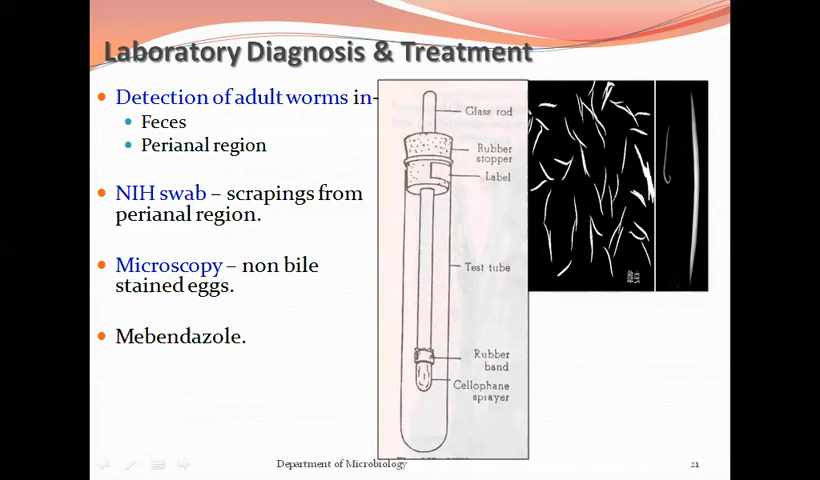 Laboratory Diagnosis & Treatment
Detection of adult worms in-
Feces
Perianal region
NIH swab – scrapings from
perianal region.
Microscopy – non bile
stained eggs.
Mebendazole.
Glass rod
Rubber
stopper
Label
Test tube
Rubber
band
Cellophane
sprayer
Department of Microbiology
21